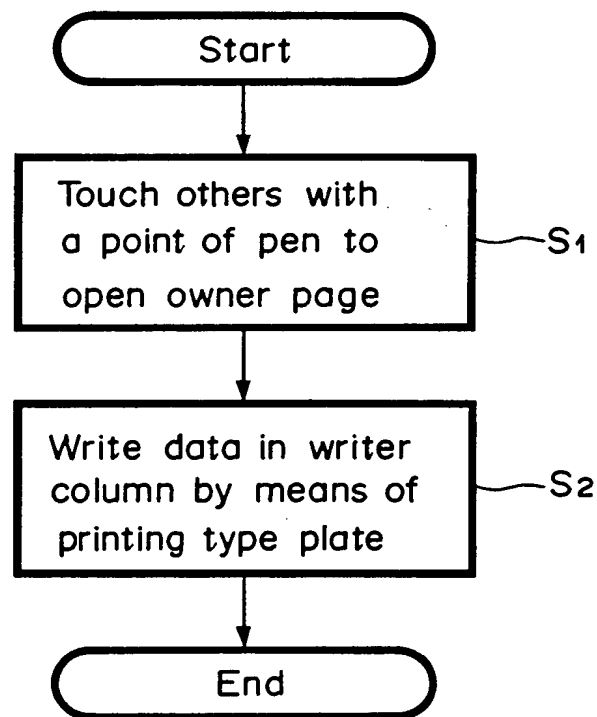 Start
Touch others with
a point of pen to
open owner page
S1
Write data in writer
column by means of
printing type plate
S2
End